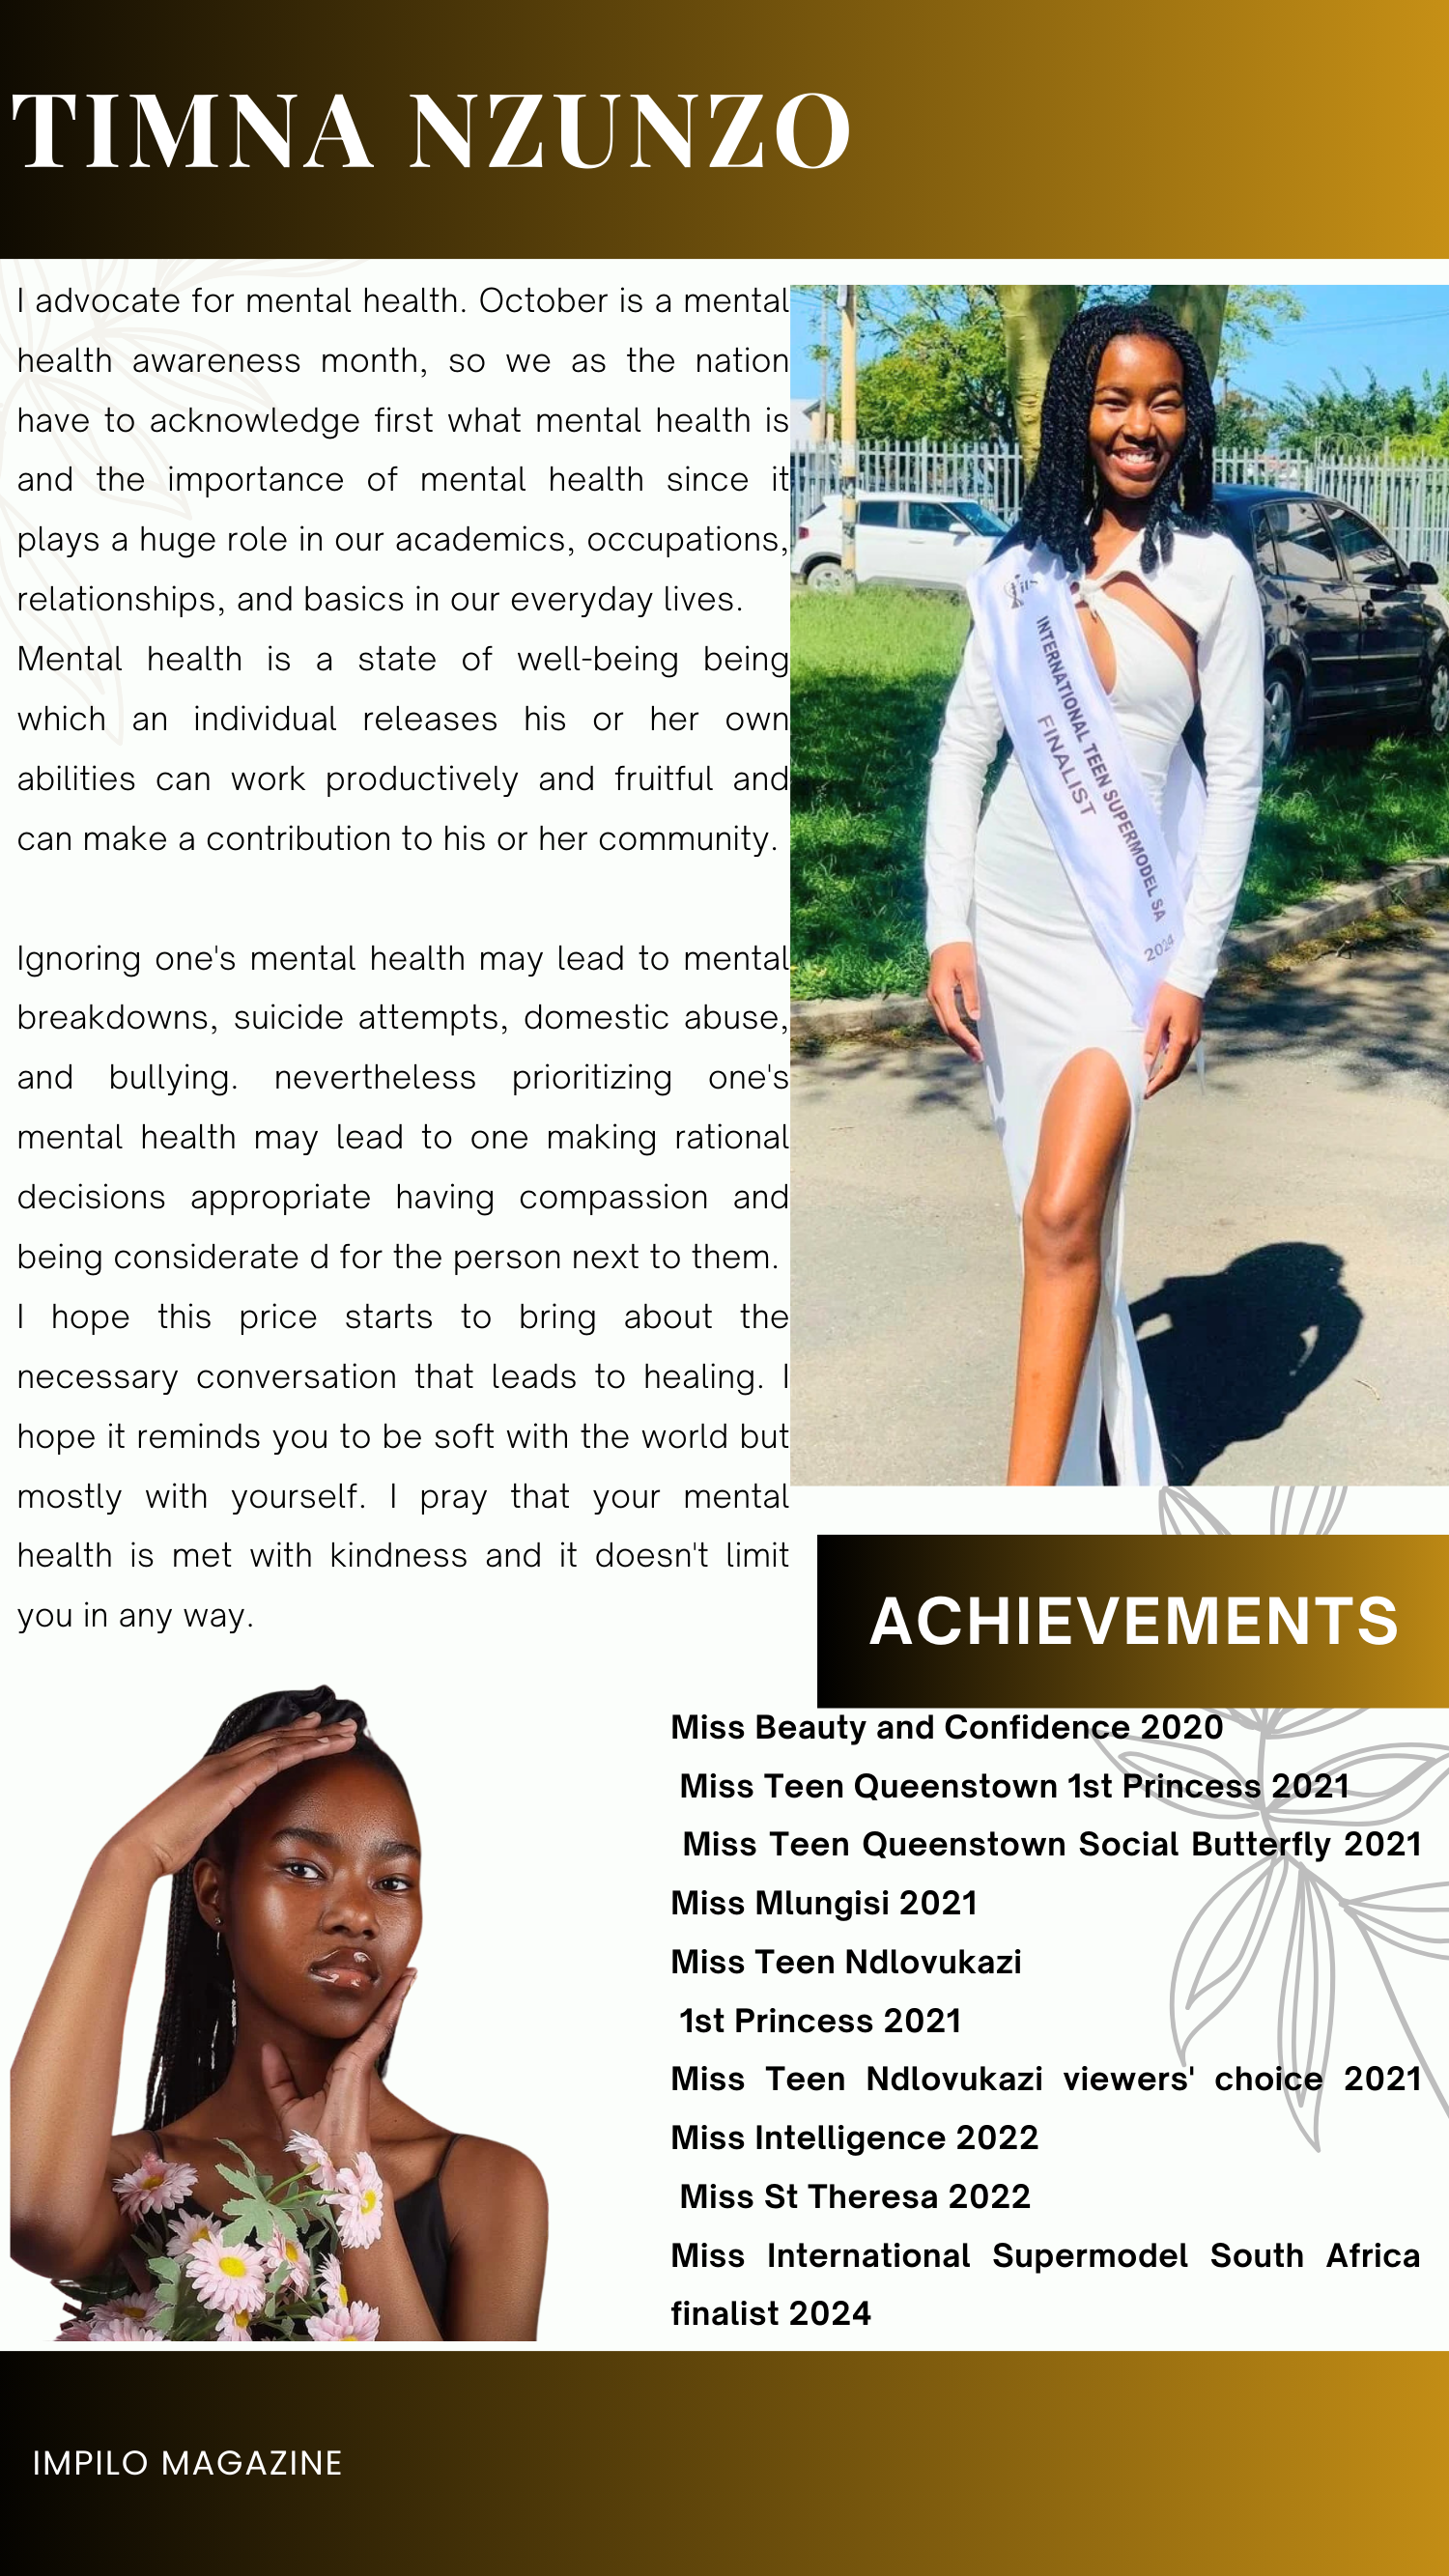 TIMNA NZUNZO
I advocate for mental health. October is a mental
health awareness month, so we as the nation
have to acknowledge first what mental health is
and the importance of mental health since it
plays a huge role in our academics, occupations,
relationships, and basics in our everyday lives.
Mental health is a state of well-being being
which an individual releases his or her own
abilities can work productively and fruitful and
can make a contribution to his or her community.
Ignoring one's mental health may lead to mental
breakdowns, suicide attempts, domestic abuse,
and bullying. nevertheless prioritizing one's
mental health may lead to one making rational
decisions appropriate having compassion and
being considerate d for the person next to them.
I hope this price starts to bring about the
necessary conversation that leads to healing. I
hope it reminds you to be soft with the world but
mostly with yourself. I pray that your mental
health is met with kindness and it doesn't limit
you in any way.
INTERNATIONAL TEEN SUPERMODEL SA
FINALIST
2024
ACHIEVEMENTS
Miss Beauty and Confidence 2020
Miss Teen Queenstown 1st Princess 2021
Miss Teen Queenstown Social Butterfly 2021
Miss Mlungisi 2021
Miss Teen Ndlovukazi
1st Princess 2021
Miss Teen Ndlovukazi viewers' choice 2021
Miss Intelligence 2022
Miss St Theresa 2022
Miss International Supermodel South Africa
finalist 2024
IMPILO MAGAZINE